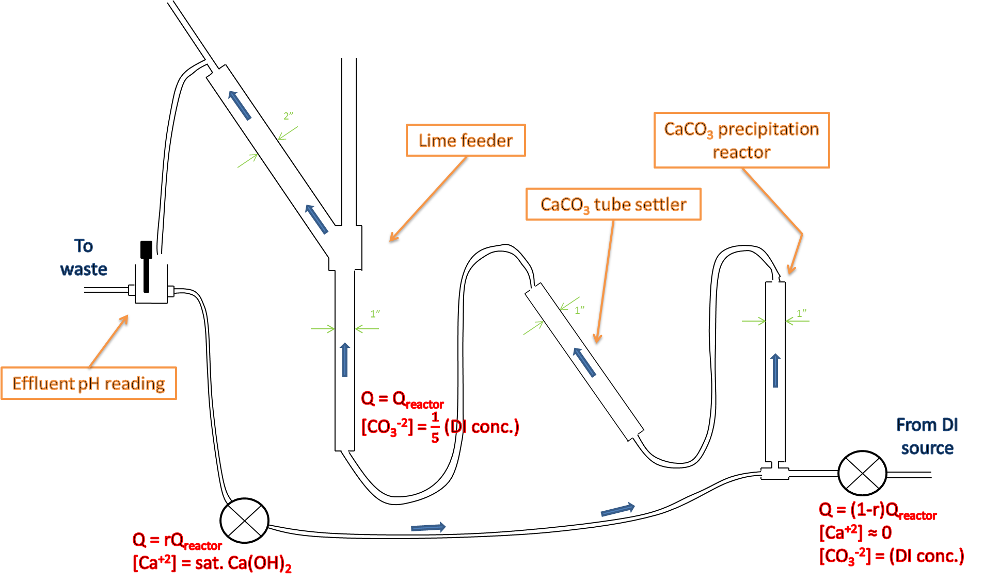 2”
Lime feeder
CaCO₃ precipitation
reactor
CaCO₃ tube settler
To
waste
1”
1”
1”
Effluent pH reading
Q = Qreactor
[CO₃⁻²] = 1/5 (DI conc.)
From DI
source
Q = rQreactor
[Ca⁺²] = sat. Ca(OH)₂
Q = (1-r)Qreactor
[Ca⁺²] ≈ 0
[CO₃⁻²] = (DI conc.)